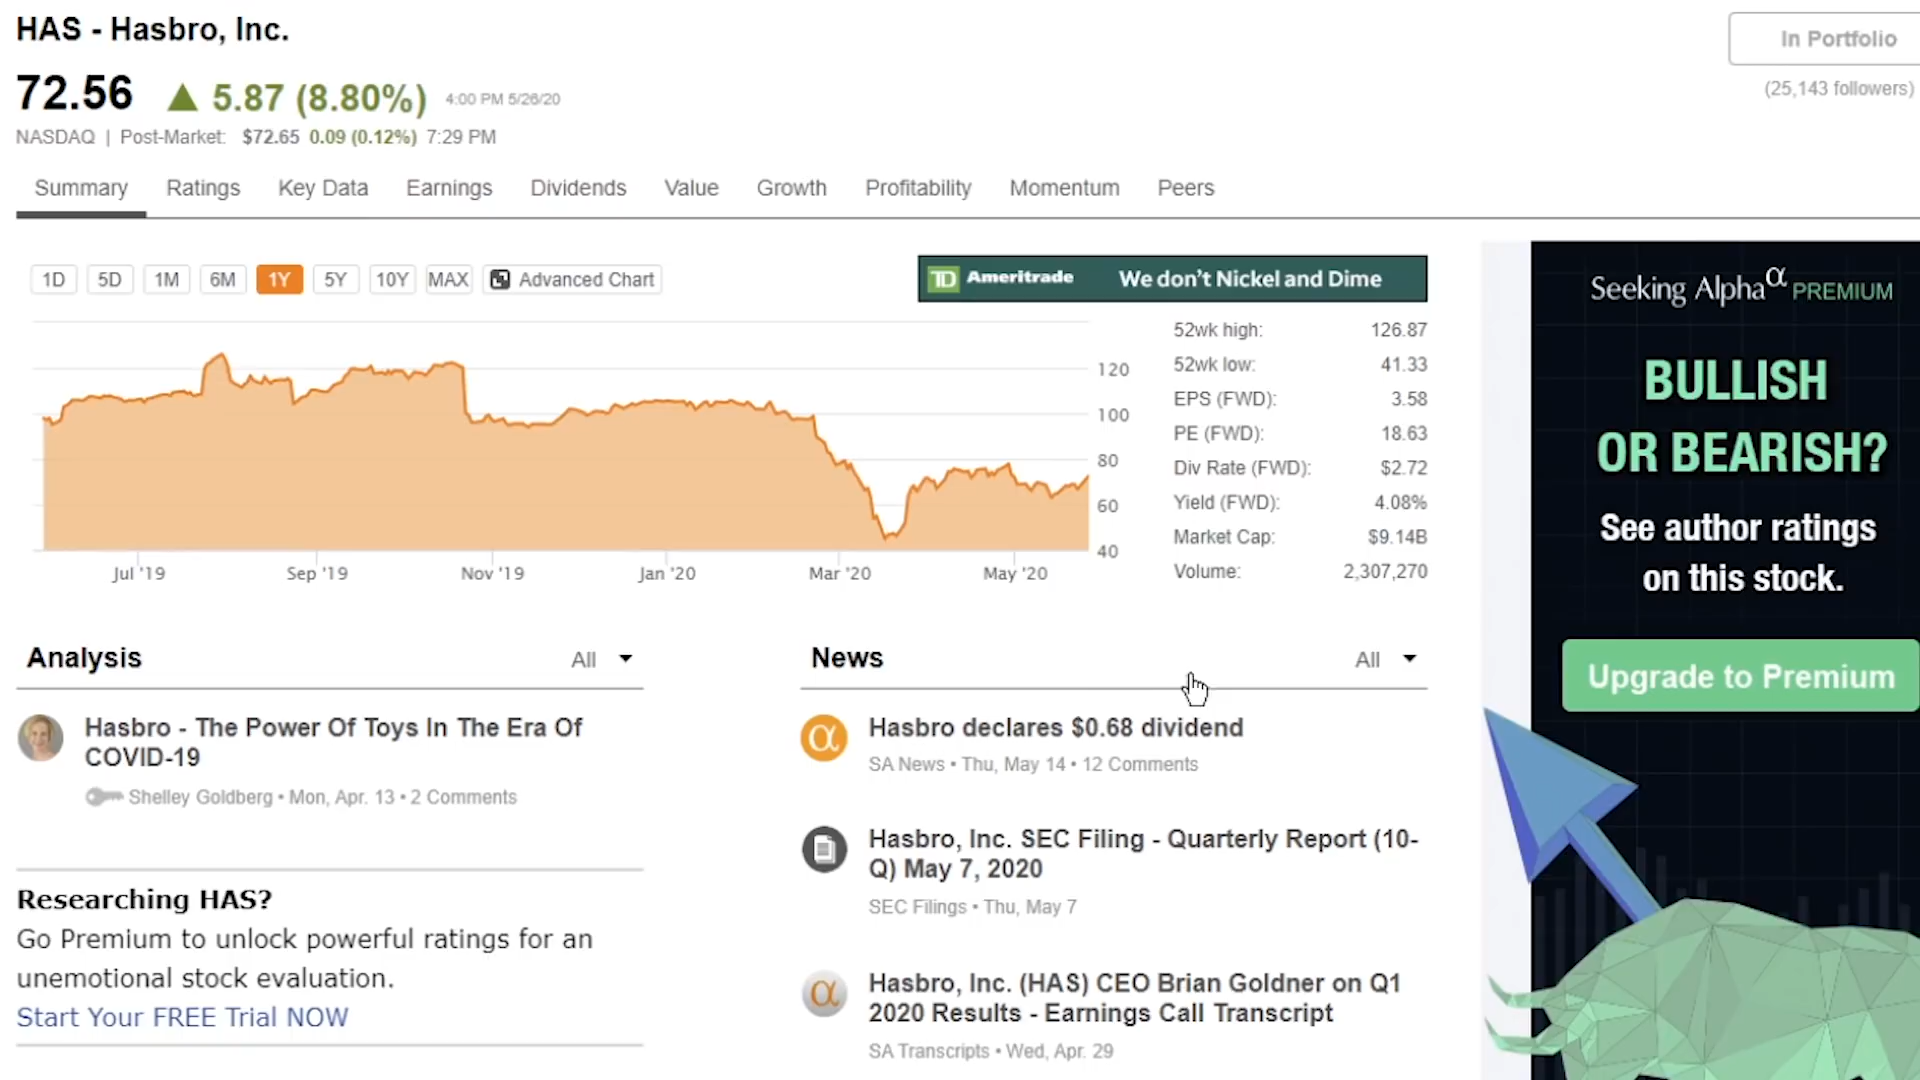 HAS - Hasbro, Inc.
In Portfolio
72.56 ▲ 5.87 (8.80%) 4:00 PM 5/26/20
(25,143 followers)
NASDAQ | Post-Market: $72.65 0.09 (0.12%) 7:29 PM
Summary Ratings Key Data Earnings Dividends Value Growth Profitability Momentum Peers
1D 5D 1M 6M 1Y 5Y 10Y MAX Advanced Chart
TD Ameritrade We don't Nickel and Dime
120
100
80
60
40
Jul '19 Sep '19 Nov '19 Jan '20 Mar '20 May '20
52wk high: 126.87
52wk low: 41.33
EPS (FWD): 3.58
PE (FWD): 18.63
Div Rate (FWD): $2.72
Yield (FWD): 4.08%
Market Cap: $9.14B
Volume: 2,307,270
Seeking Alphaα PREMIUM
BULLISH
OR BEARISH?
See author ratings
on this stock.
Upgrade to Premium
Analysis All
Hasbro - The Power Of Toys In The Era Of
COVID-19
Shelley Goldberg • Mon, Apr. 13 • 2 Comments
Researching HAS?
Go Premium to unlock powerful ratings for an
unemotional stock evaluation.
Start Your FREE Trial NOW
News All
α
Hasbro declares $0.68 dividend
SA News • Thu, May 14 • 12 Comments
Hasbro, Inc. SEC Filing - Quarterly Report (10-
Q) May 7, 2020
SEC Filings • Thu, May 7
α
Hasbro, Inc. (HAS) CEO Brian Goldner on Q1
2020 Results - Earnings Call Transcript
SA Transcripts • Wed, Apr. 29